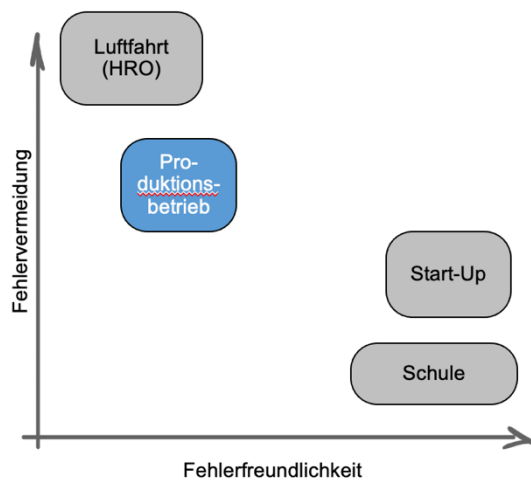 Luftfahrt
(HRO)
Pro-
duktions-
betrieb
Start-Up
Schule
Fehlervermeidung
Fehlerfreundlichkeit